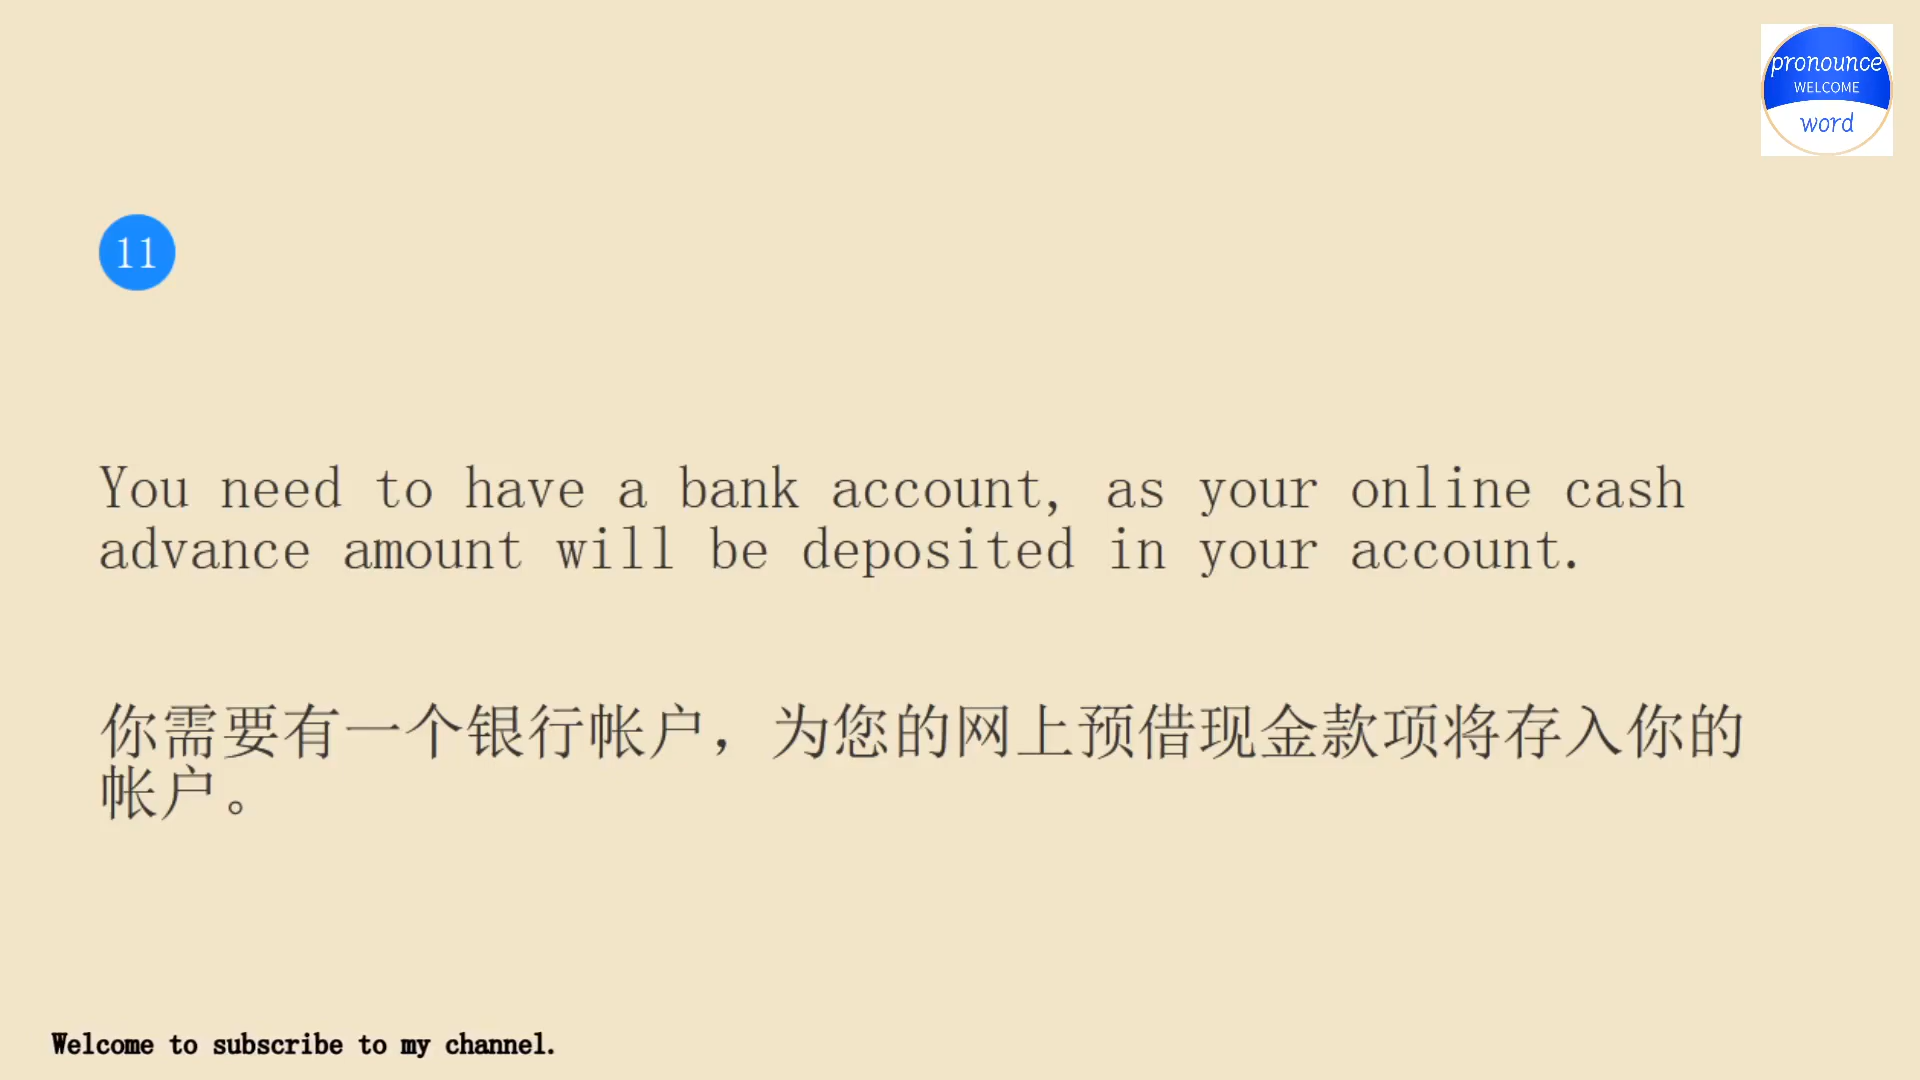 pronounce
WELCOME
word
11
You need to have a bank account, as your online cash
advance amount will be deposited in your account.
你需要有一个银行帐户，为您的网上预借现金款项将存入你的
帐户。
Welcome to subscribe to my channel.